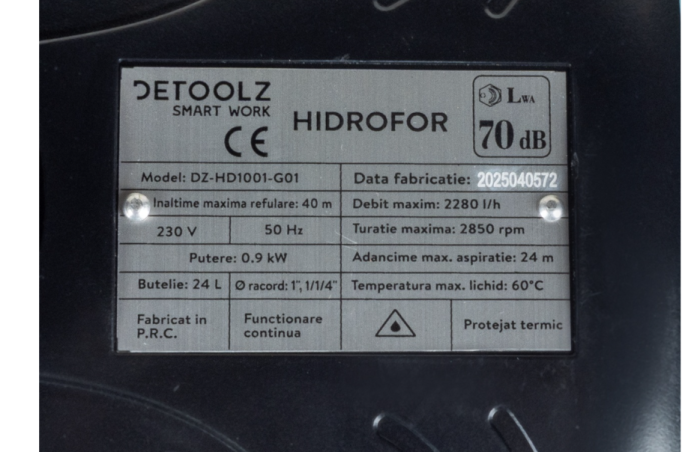 DETOOLZ
SMART WORK
CE
HIDROFOR
LWA
70 dB
Model: DZ-HD1001-G01
Data fabricatie: 2025040572
Inaltime maxima refulare: 40 m
Debit maxim: 2280 l/h
230 V
50 Hz
Turatie maxima: 2850 rpm
Putere: 0.9 kW
Adancime max. aspiratie: 24 m
Butelie: 24 L
Ø racord: 1", 1/1/4"
Temperatura max. lichid: 60°C
Fabricat in
P.R.C.
Functionare
continua
Protejat termic